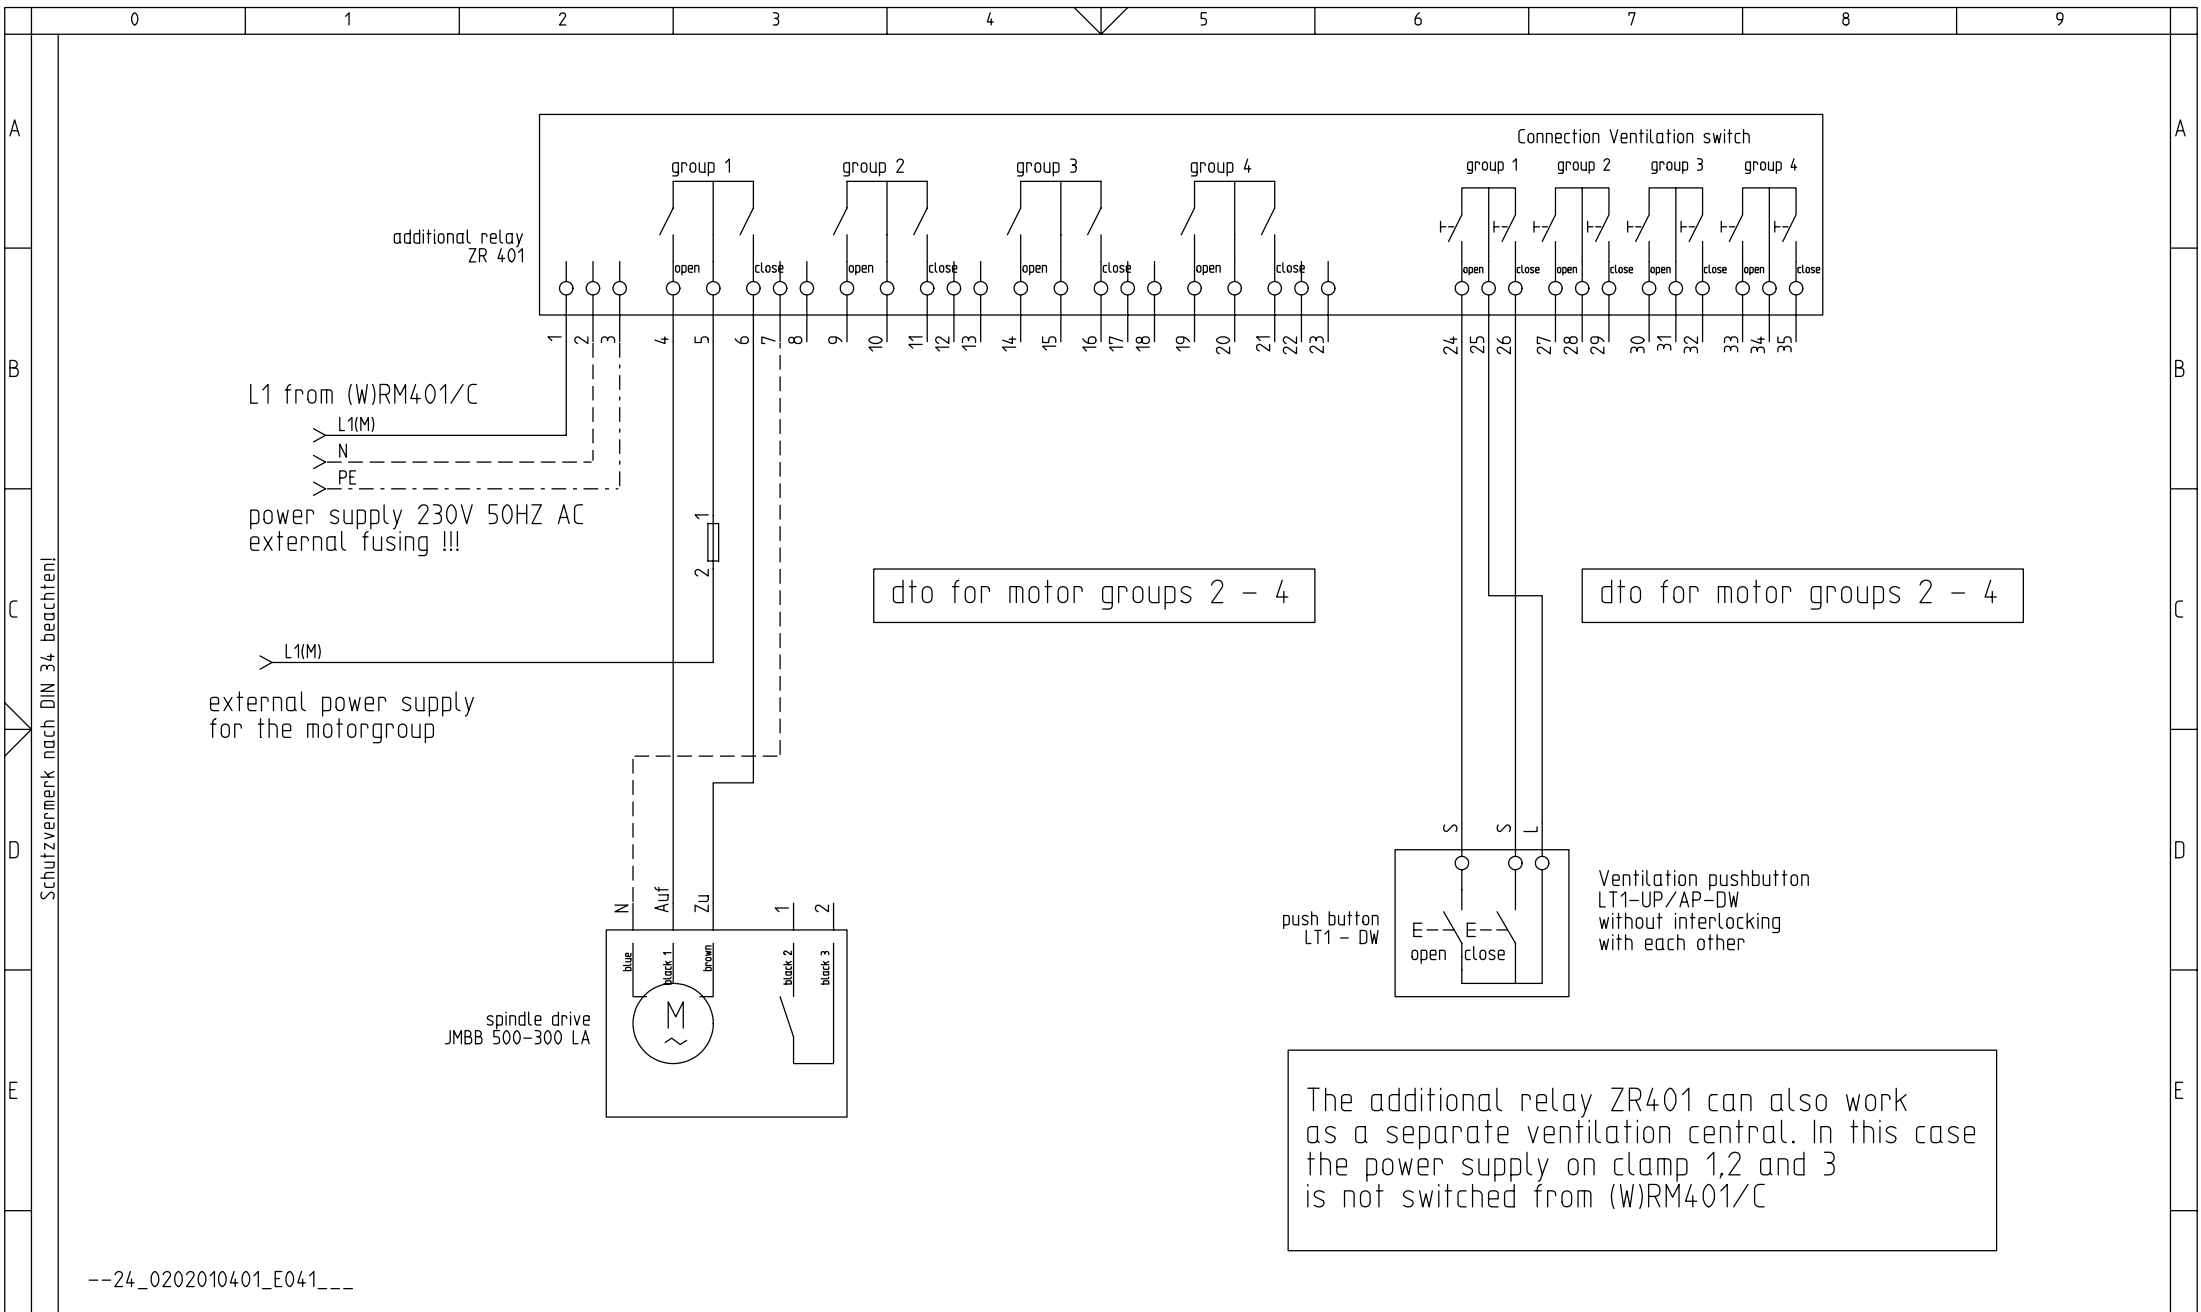 0 1 2 3 4 5 6 7 8 9
A A
Connection Ventilation switch
group 1 group 2 group 3 group 4 group 1 group 2 group 3 group 4
additional relay
ZR 401
open close open close open close open close open close open close open close open close
1 2 3 4 5 6 7 8 9 10 11 12 13 14 15 16 17 18 19 20 21 22 23 24 25 26 27 28 29 30 31 32 33 34 35
B B
L1 from (W)RM401/C
L1(M)
N
PE
power supply 230V 50HZ AC
external fusing !!!
1
2
C C
dto for motor groups 2 - 4
dto for motor groups 2 - 4
Schutzvermerk nach DIN 34 beachten!
L1(M)
external power supply
for the motorgroup
D D
S S L
N Auf Zu 1 2
blue black 1 brown black 2 black 3
push button
LT1 - DW
E E
open close
Ventilation pushbutton
LT1-UP/AP-DW
without interlocking
with each other
M
~
spindle drive
JMBB 500-300 LA
E E
The additional relay ZR401 can also work
as a separate ventilation central. In this case
the power supply on clamp 1,2 and 3
is not switched from (W)RM401/C
--24_0202010401_E041___